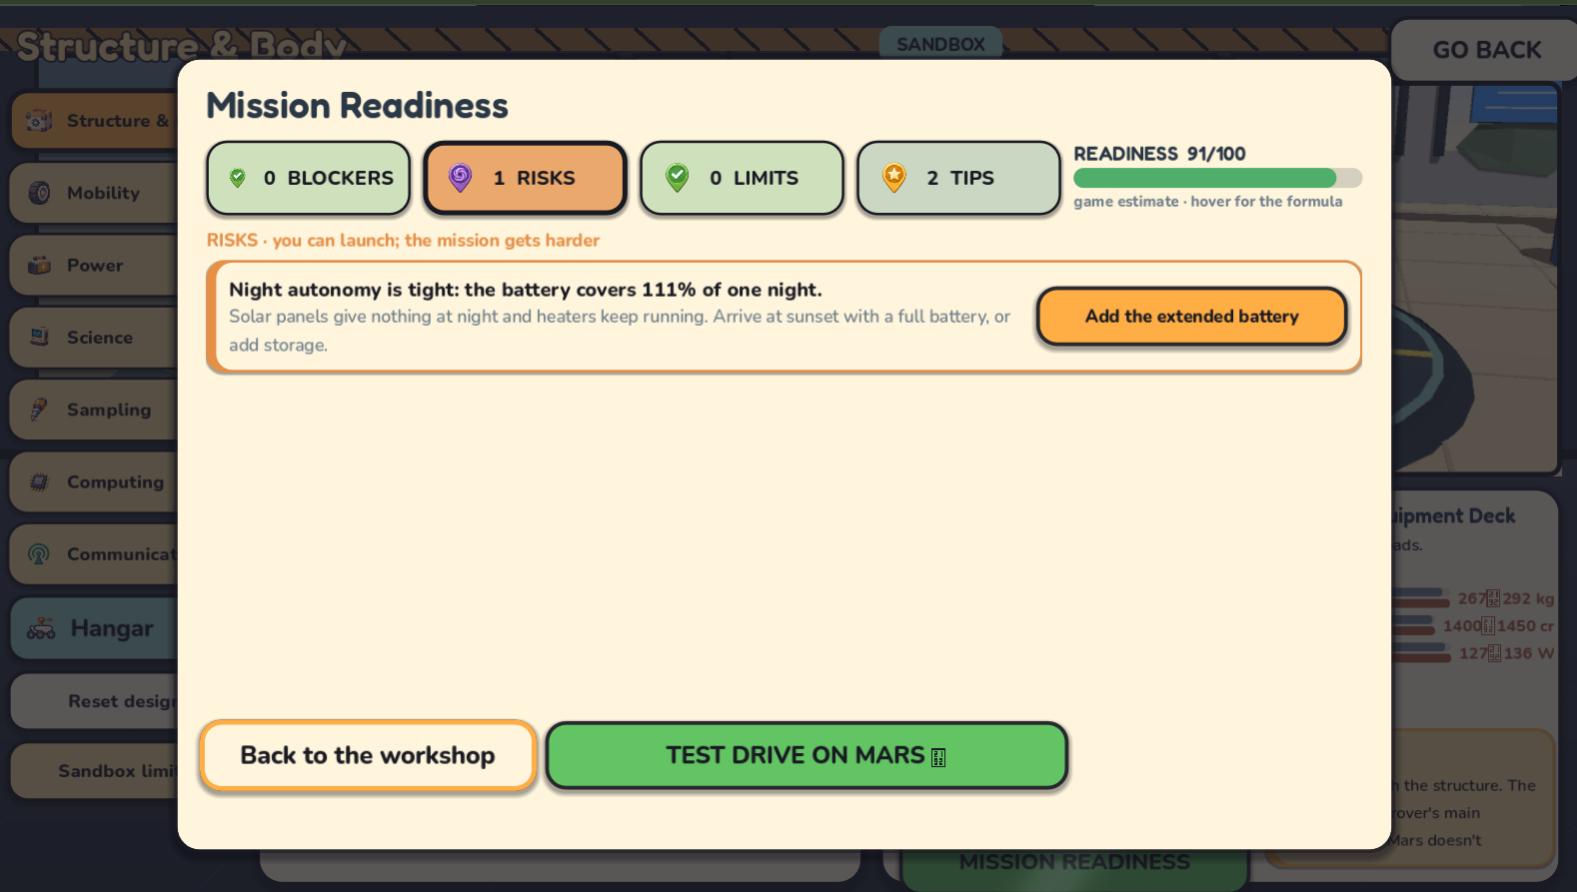 Structure & Body
SANDBOX
GO BACK
Structure &
Mobility
Power
Science
Sampling
Computing
Communicat
Hangar
Reset design
Sandbox limi
Mission Readiness
0 BLOCKERS
1 RISKS
0 LIMITS
2 TIPS
READINESS 91/100
game estimate · hover for the formula
RISKS · you can launch; the mission gets harder
Night autonomy is tight: the battery covers 111% of one night.
Solar panels give nothing at night and heaters keep running. Arrive at sunset with a full battery, or
add storage.
Add the extended battery
Back to the workshop
TEST DRIVE ON MARS
uipment Deck
ads.
267 292 kg
1400 1450 cr
127 136 W
n the structure. The
rover's main
Mars doesn't
MISSION READINESS